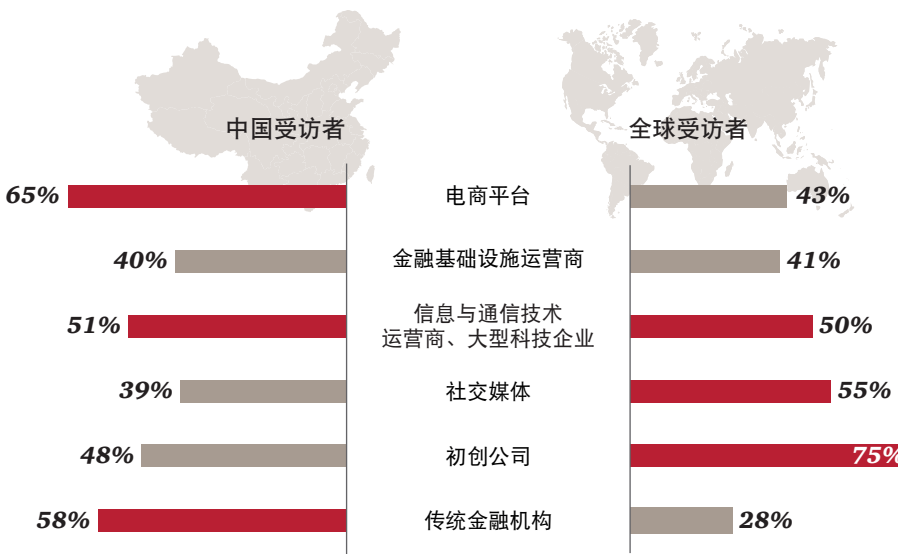 中国受访者
全球受访者
65%
电商平台
43%
40%
金融基础设施运营商
41%
51%
信息与通信技术
运营商、大型科技企业
50%
39%
社交媒体
55%
48%
初创公司
75%
58%
传统金融机构
28%